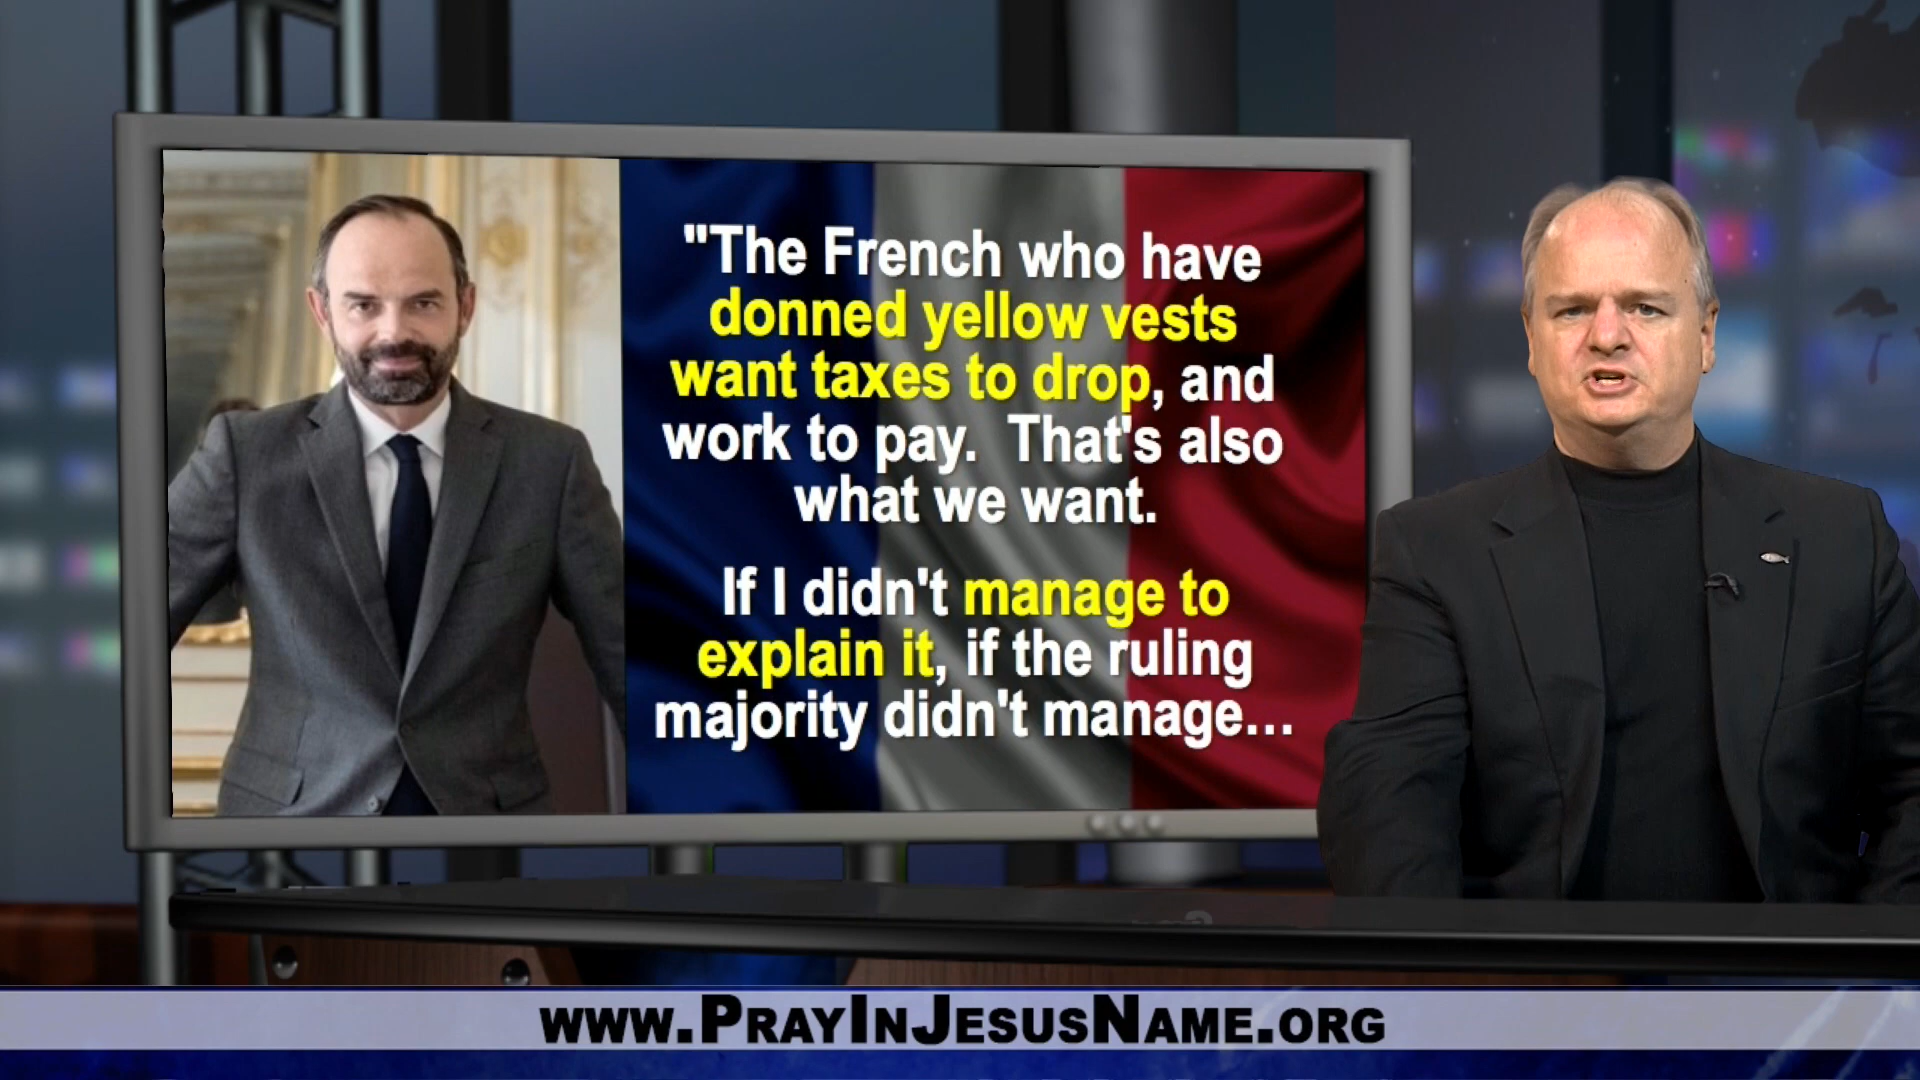 "The French who have
donned yellow vests
want taxes to drop, and
work to pay.  That's also
what we want.
If I didn't manage to
explain it, if the ruling
majority didn't manage...
www.PrayInJesusName.org